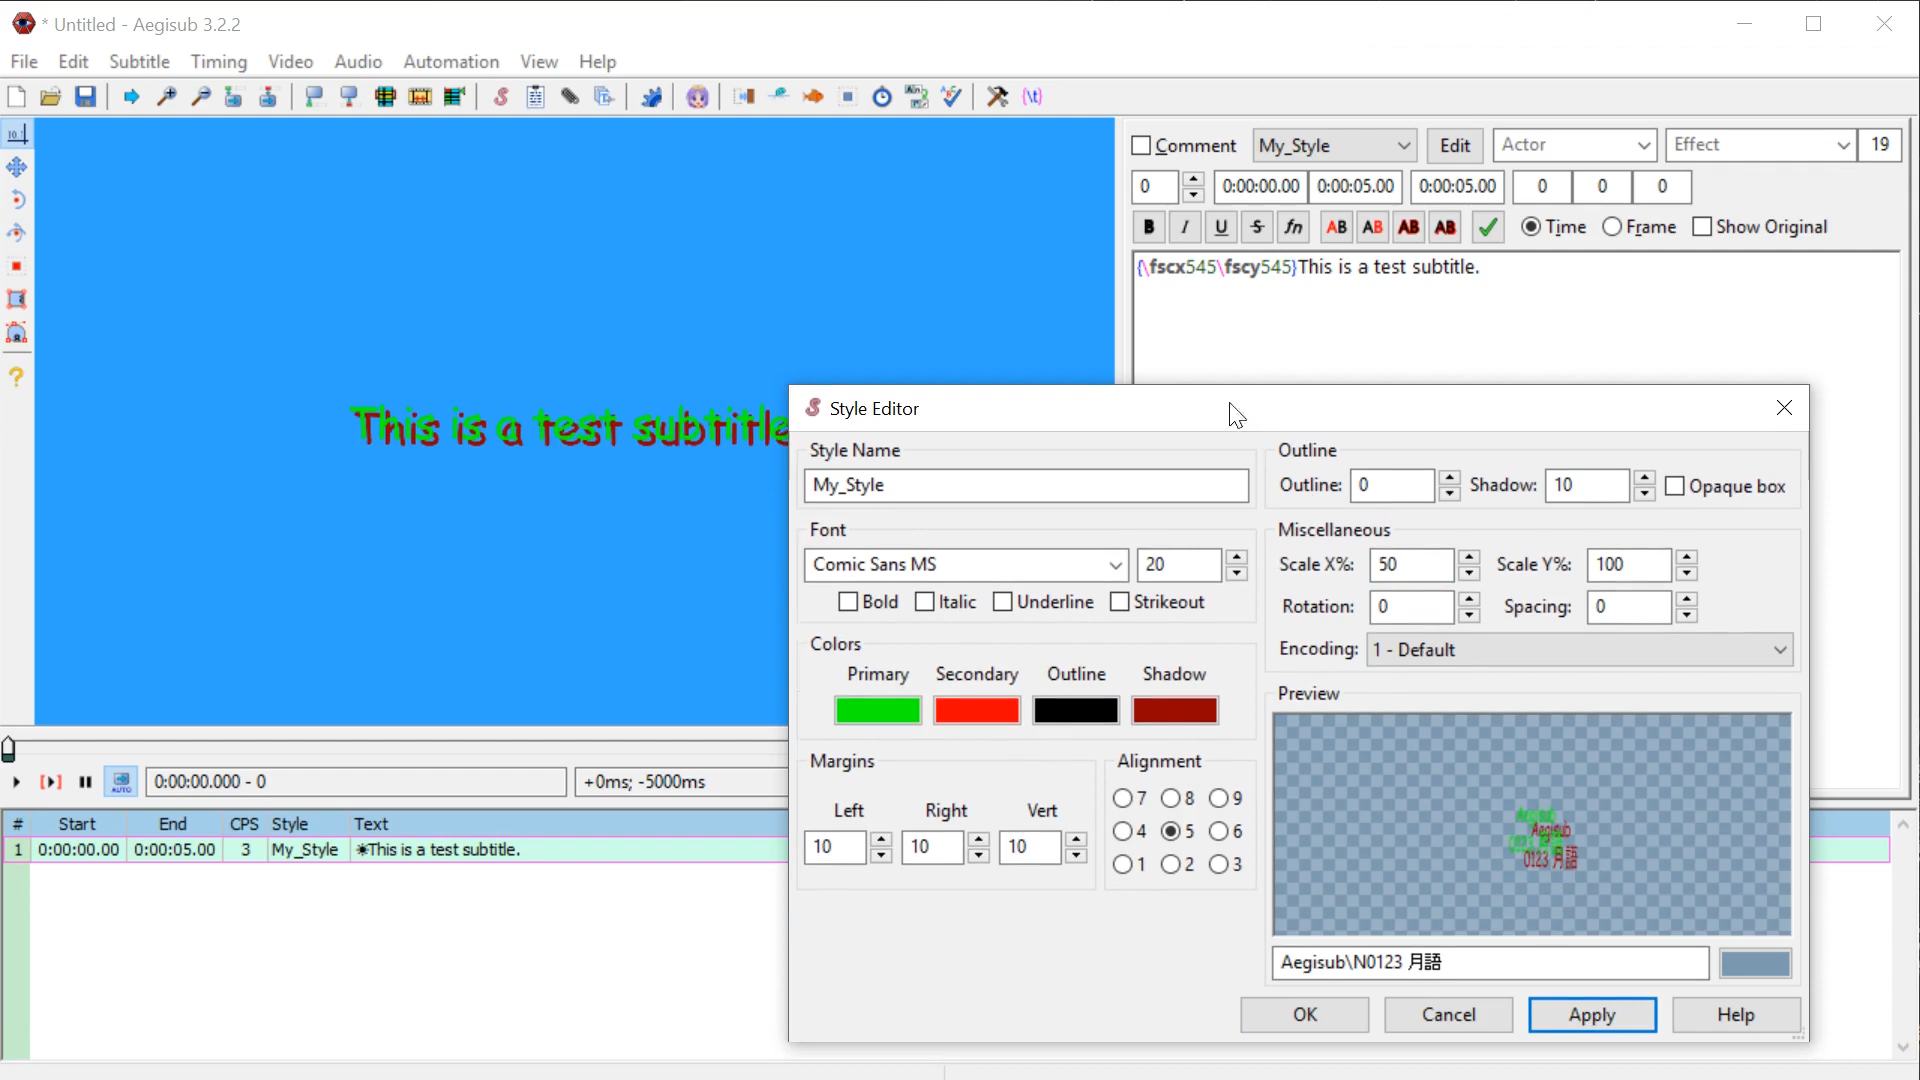 * Untitled - Aegisub 3.2.2
File Edit Subtitle Timing Video Audio Automation View Help
Comment My_Style Edit Actor Effect 19
0 0:00:00.00 0:00:05.00 0:00:05.00 0 0 0
B I U S fn AB AB AB AB Time Frame Show Original
{\fscx545\fscy545}This is a test subtitle.
This is a test subtitle
Style Editor
Style Name
My_Style
Font
Comic Sans MS 20
Bold Italic Underline Strikeout
Colors
Primary Secondary Outline Shadow
Margins
Left Right Vert
10 10 10
Alignment
7 8 9
4 5 6
1 2 3
Outline
Outline: 0 Shadow: 10 Opaque box
Miscellaneous
Scale X%: 50 Scale Y%: 100
Rotation: 0 Spacing: 0
Encoding: 1 - Default
Preview
Aegisub
Aegisub
0123 月語
Aegisub\N0123 月語
OK Cancel Apply Help
AUTO 0:00:00.000 - 0 +0ms; -5000ms
# Start End CPS Style Text
1 0:00:00.00 0:00:05.00 3 My_Style ☀This is a test subtitle.